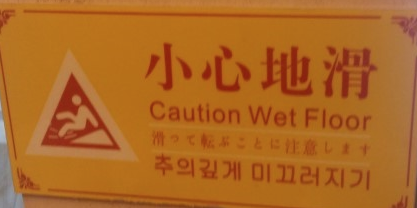 小心地滑
Caution Wet Floor
滑って転ぶことに注意します
추의깊게 미끄러지기